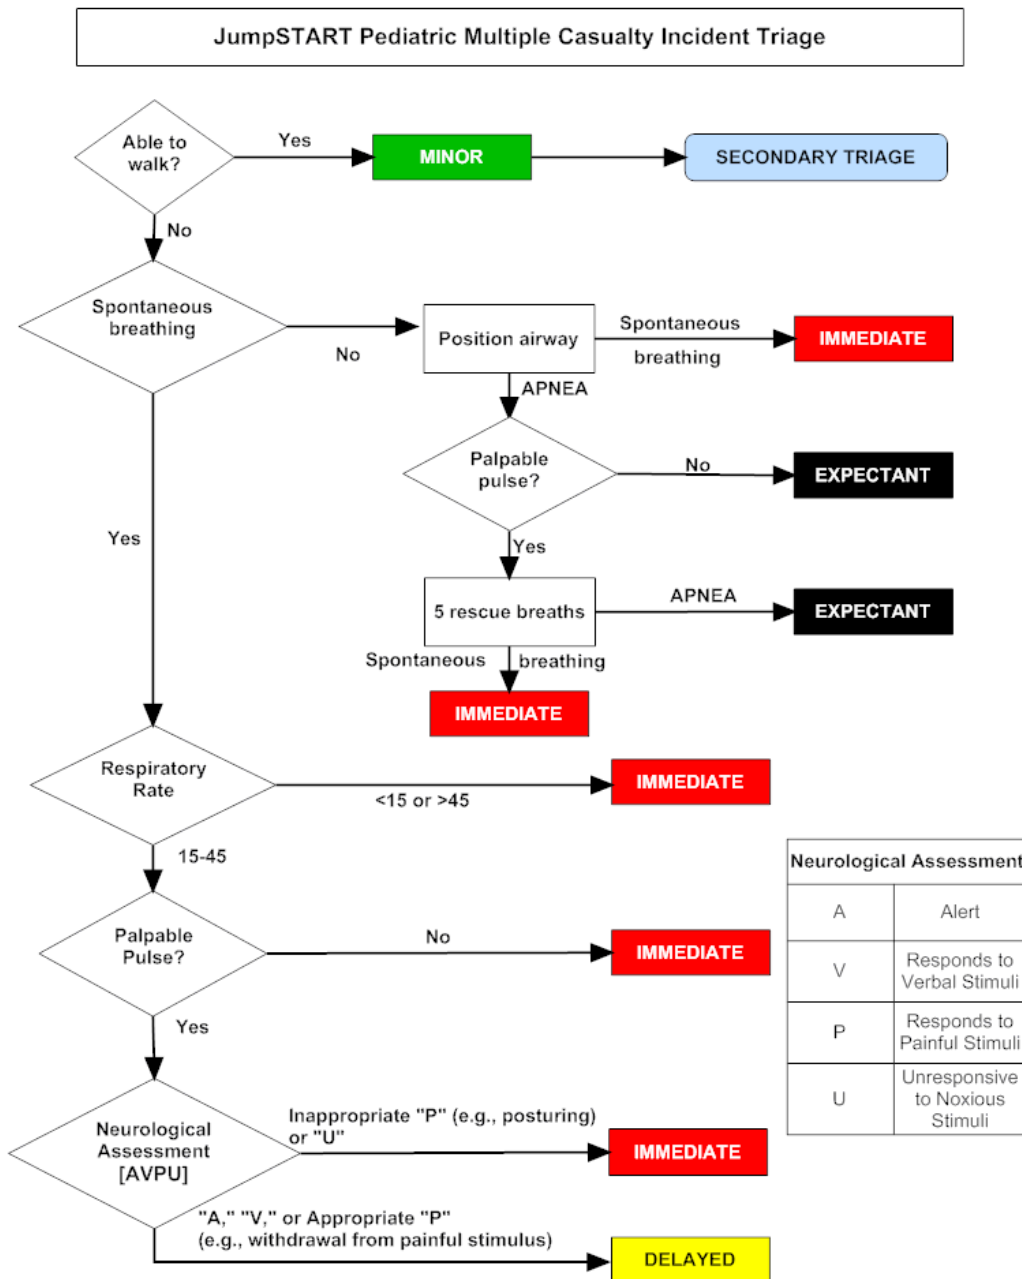 JumpSTART Pediatric Multiple Casualty Incident Triage
Able to
walk?
Yes
MINOR
SECONDARY TRIAGE
No
Spontaneous
breathing
No
Position airway
Spontaneous
breathing
IMMEDIATE
APNEA
Palpable
pulse?
No
EXPECTANT
Yes
Yes
5 rescue breaths
APNEA
EXPECTANT
Spontaneous breathing
IMMEDIATE
Respiratory
Rate
<15 or >45
IMMEDIATE
15-45
Palpable
Pulse?
No
IMMEDIATE
Yes
Neurological
Assessment
[AVPU]
Inappropriate "P" (e.g., posturing)
or "U"
IMMEDIATE
"A," "V," or Appropriate "P"
(e.g., withdrawal from painful stimulus)
DELAYED
Neurological Assessment
A Alert
V Responds to
Verbal Stimuli
P Responds to
Painful Stimuli
U Unresponsive
to Noxious
Stimuli